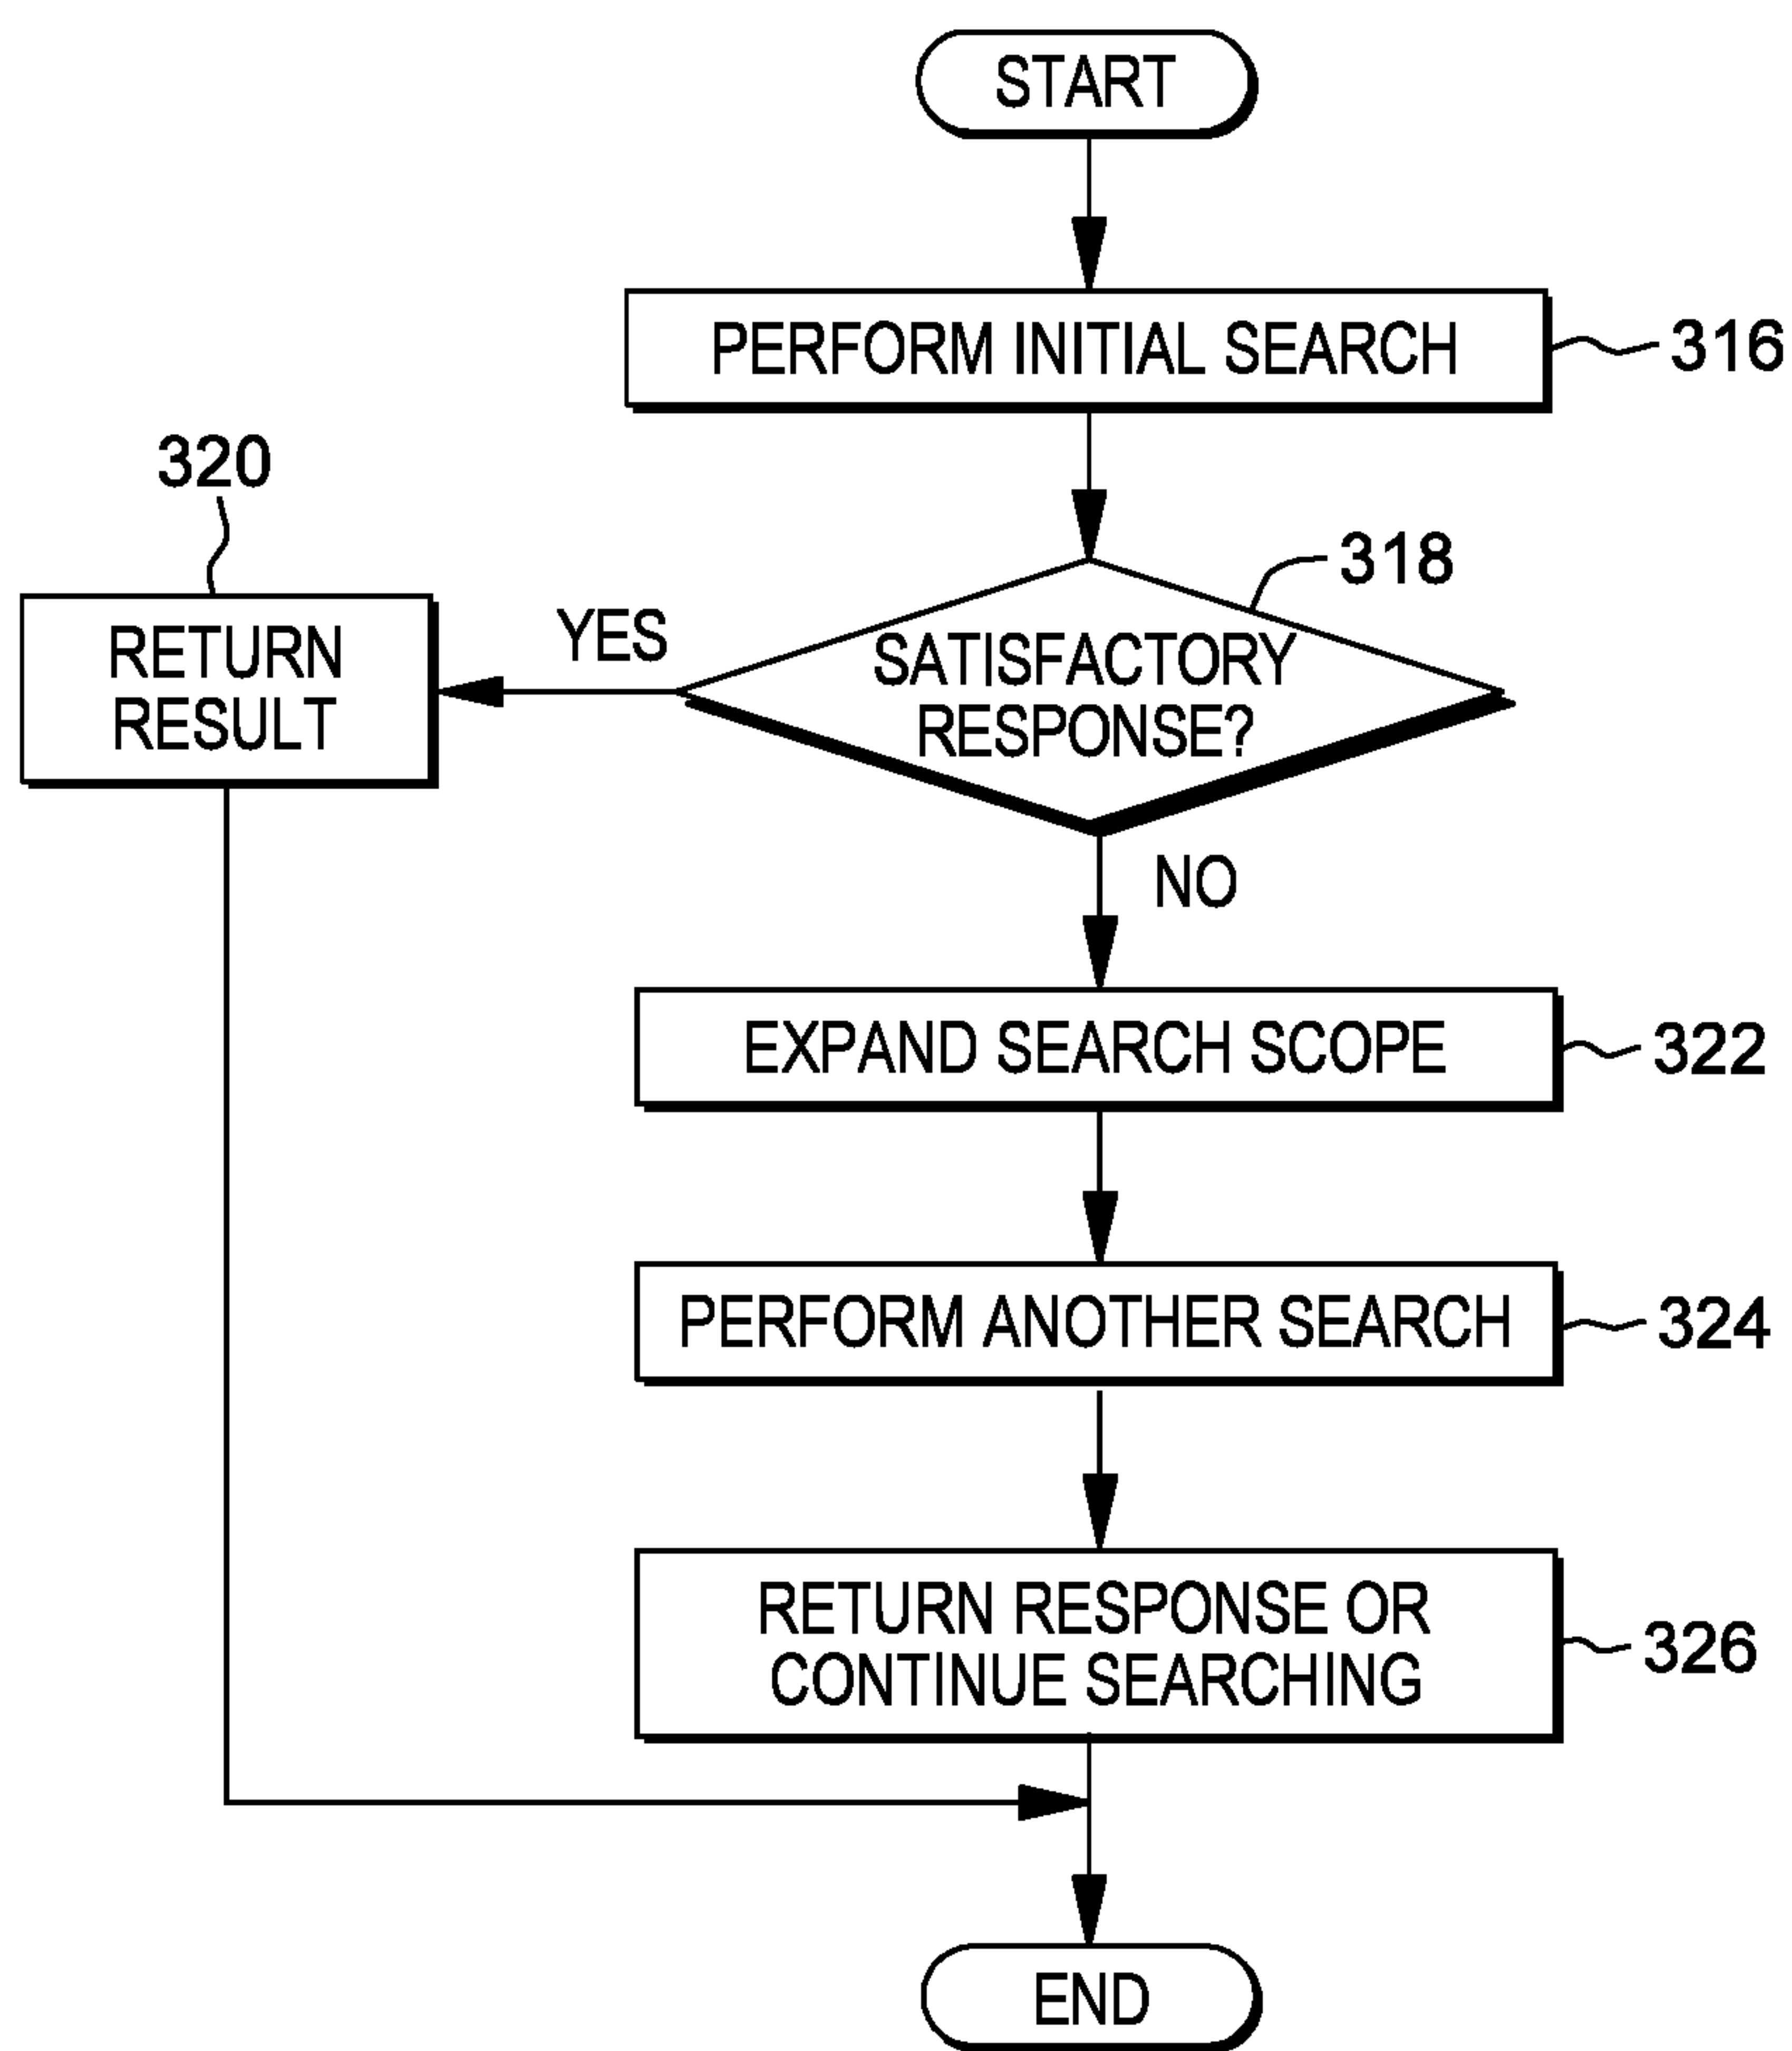 START
PERFORM INITIAL SEARCH
316
320
318
YES
RETURN
RESULT
SATISFACTORY
RESPONSE?
NO
EXPAND SEARCH SCOPE
322
PERFORM ANOTHER SEARCH
324
RETURN RESPONSE OR
CONTINUE SEARCHING
326
END